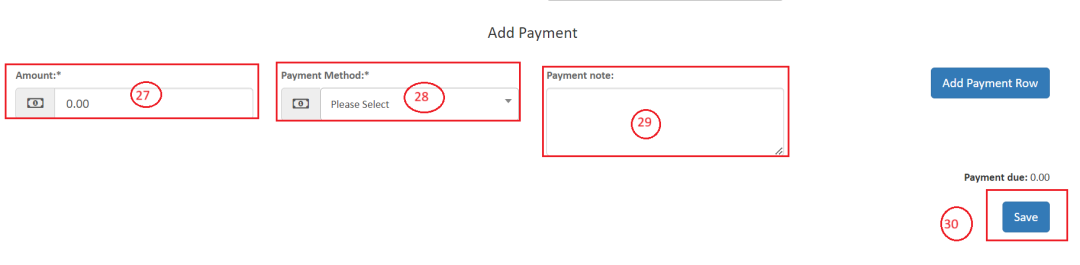 Add Payment
Amount:*
0.00
27
Payment Method:*
Please Select
28
Payment note:
29
Add Payment Row
Payment due: 0.00
30
Save